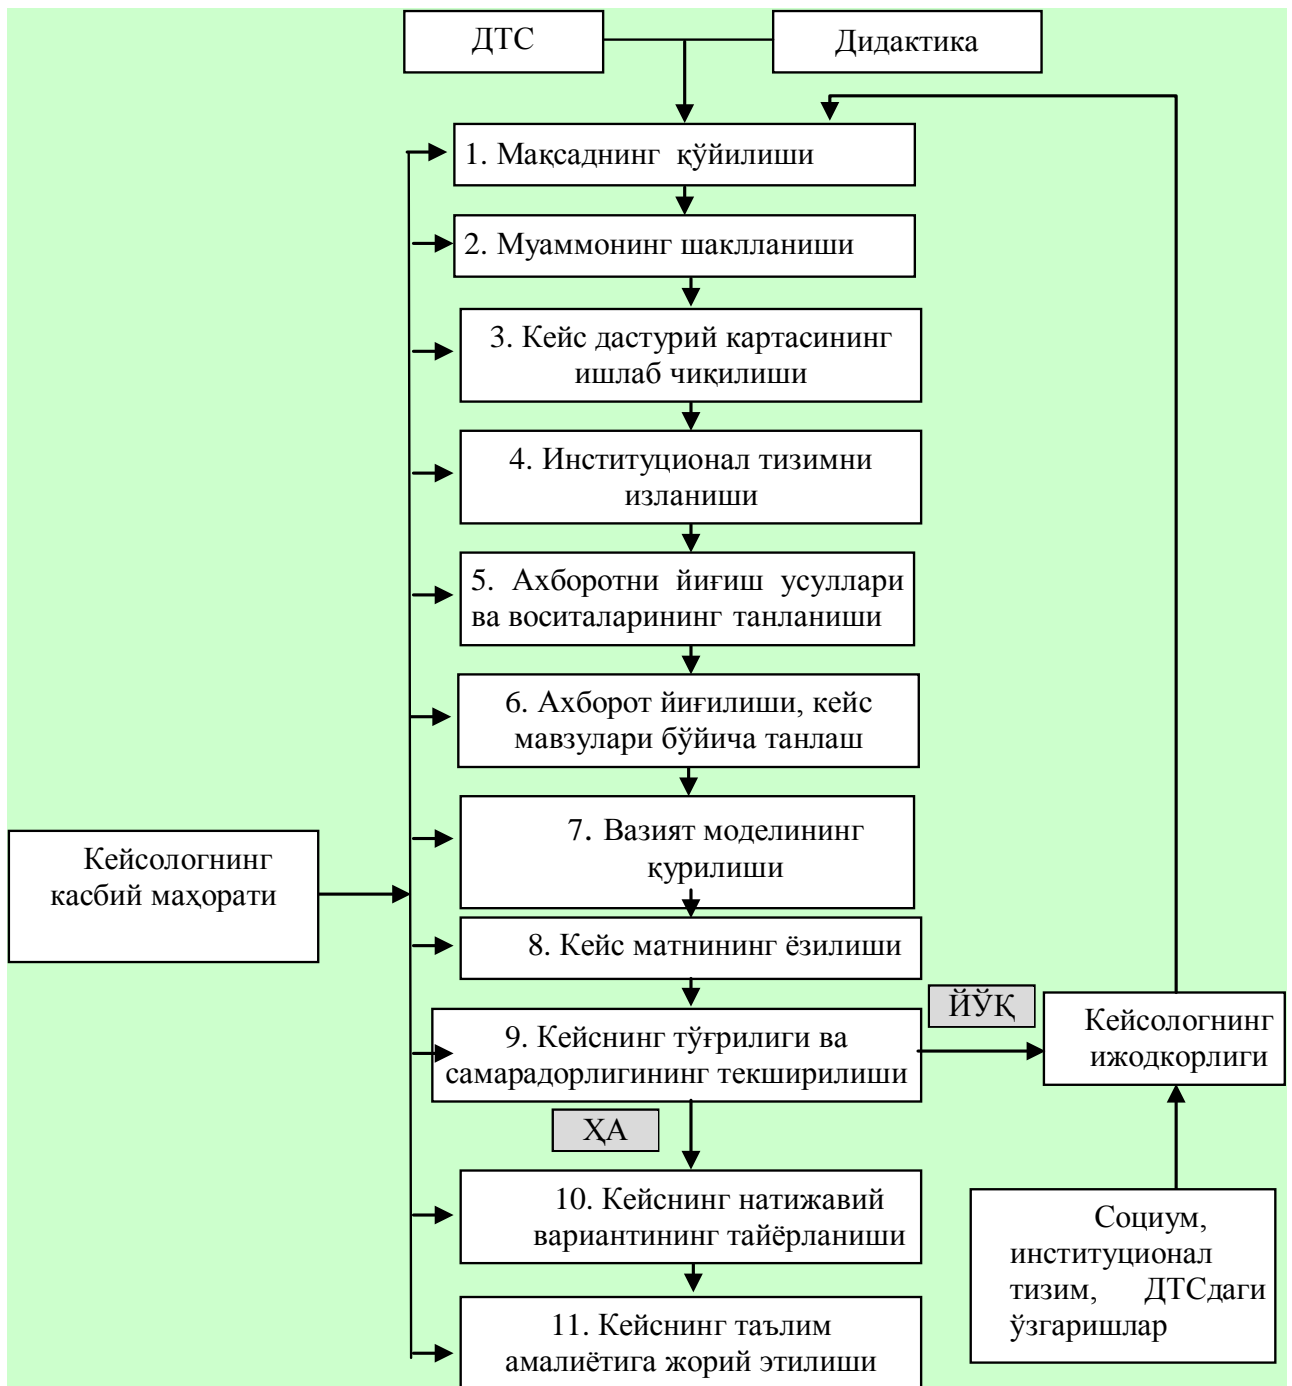 ДТС
Дидактика
1. Мақсаднинг қўйилиши
2. Муаммонинг шаклланиши
3. Кейс дастурий картасининг
ишлаб чиқилиши
4. Институционал тизимни
изланиши
5. Ахборотни йиғиш усуллари
ва воситаларининг танланиши
6. Ахборот йиғилиши, кейс
мавзулари бўйича танлаш
7. Вазият моделининг
қурилиши
Кейсологнинг
касбий маҳорати
8. Кейс матнининг ёзилиши
9. Кейснинг тўғрилиги ва
самарадорлигининг текширилиши
ЙЎҚ
Кейсологнинг
ижодкорлиги
ҲА
10. Кейснинг натижавий
вариантининг тайёрланиши
Социум,
институционал
тизим, ДТСдаги
ўзгаришлар
11. Кейснинг таълим
амалиётига жорий этилиши